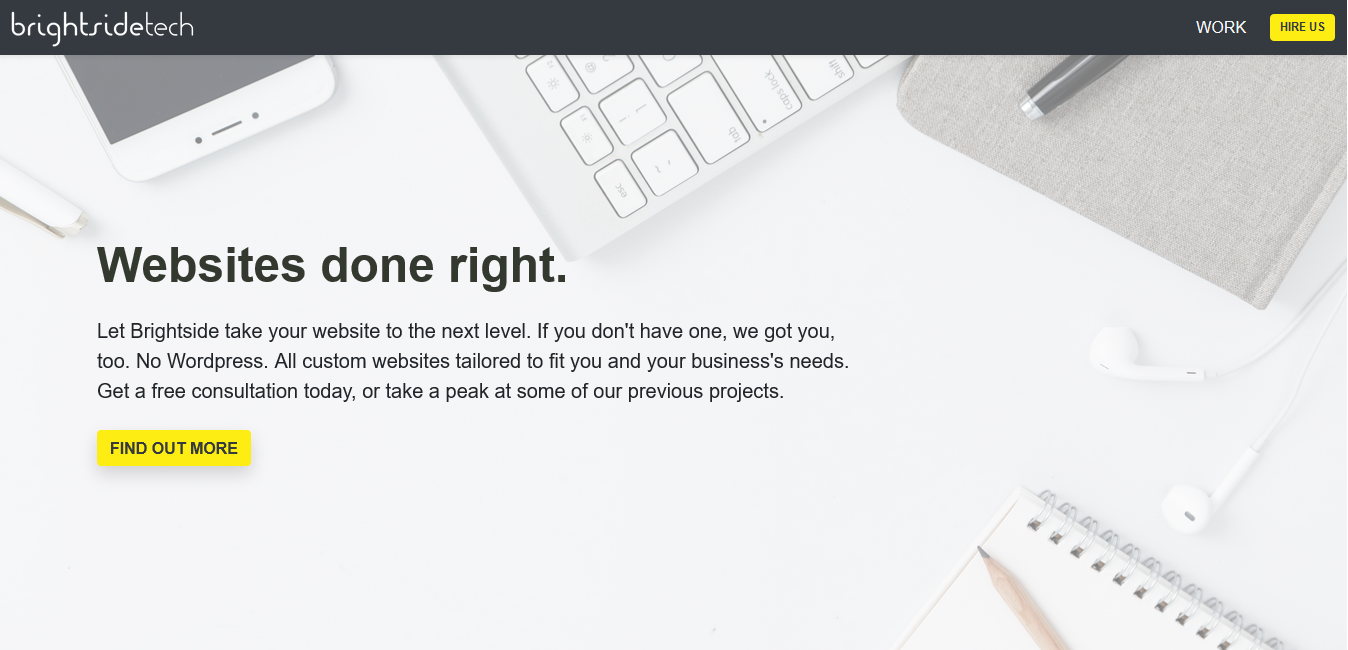 brightsidetech
WORK
HIRE US
caps lock
shift
tab
esc
Websites done right.
Let Brightside take your website to the next level. If you don't have one, we got you,
too. No Wordpress. All custom websites tailored to fit you and your business's needs.
Get a free consultation today, or take a peak at some of our previous projects.
FIND OUT MORE